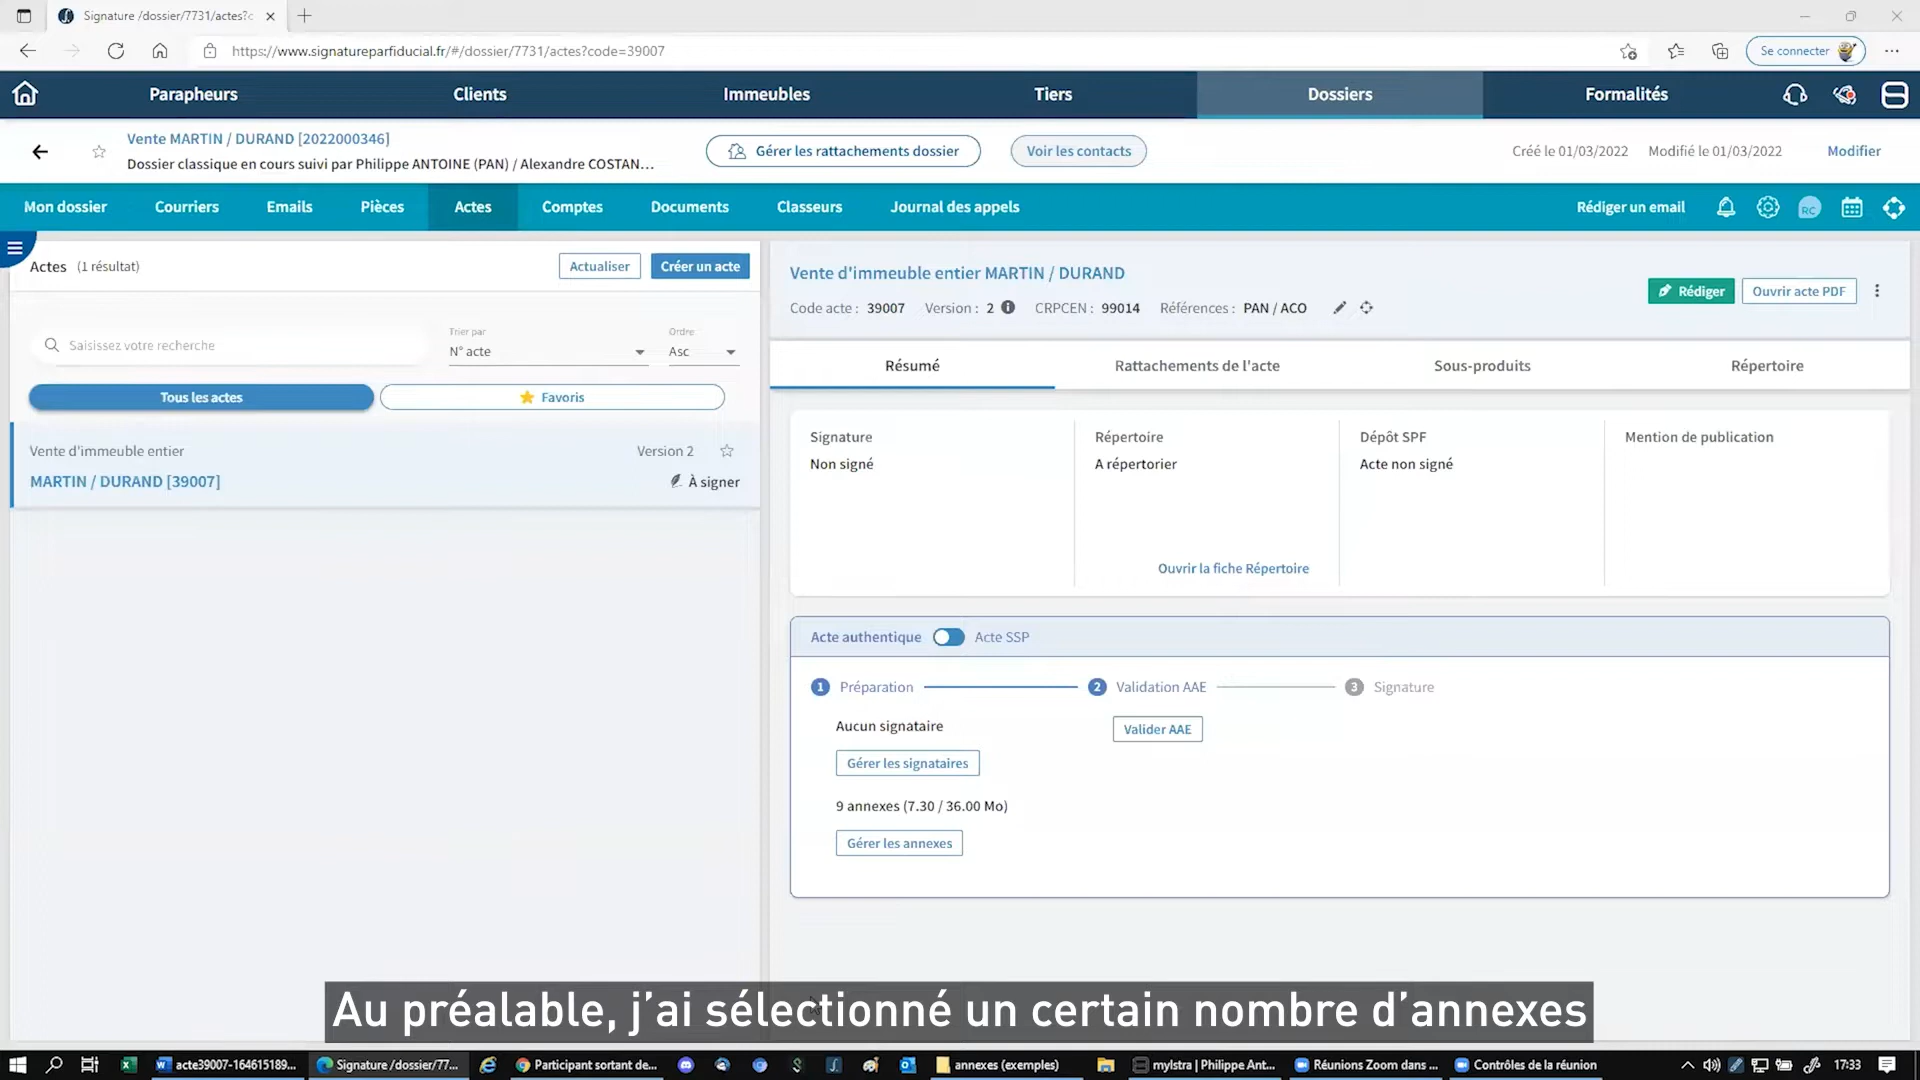 Signature /dossier/7731/actes?c
https://www.signatureparfiducial.fr/#/dossier/7731/actes?code=39007
Se connecter
Parapheurs
Clients
Immeubles
Tiers
Dossiers
Formalités
Vente MARTIN / DURAND [2022000346]
Dossier classique en cours suivi par Philippe ANTOINE (PAN) / Alexandre COSTAN...
Gérer les rattachements dossier
Voir les contacts
Créé le 01/03/2022
Modifié le 01/03/2022
Modifier
Mon dossier
Courriers
Emails
Pièces
Actes
Comptes
Documents
Classeurs
Journal des appels
Rédiger un email
RC
Actes (1 résultat)
Actualiser
Créer un acte
Saisissez votre recherche
Trier par
N° acte
Ordre
Asc
Tous les actes
Favoris
Vente d'immeuble entier
Version 2
MARTIN / DURAND [39007]
À signer
Vente d'immeuble entier MARTIN / DURAND
Code acte : 39007
Version : 2
CRPCEN : 99014
Références : PAN / ACO
Rédiger
Ouvrir acte PDF
Résumé
Rattachements de l'acte
Sous-produits
Répertoire
Signature
Non signé
Répertoire
A répertorier
Ouvrir la fiche Répertoire
Dépôt SPF
Acte non signé
Mention de publication
Acte authentique
Acte SSP
1 Préparation
2 Validation AAE
3 Signature
Aucun signataire
Valider AAE
Gérer les signataires
9 annexes (7.30 / 36.00 Mo)
Gérer les annexes
Au préalable, j'ai sélectionné un certain nombre d'annexes
acte39007-164615189...
Signature /dossier/77...
Participant sortant de...
annexes (exemples)
mylstra | Philippe Ant...
Réunions Zoom dans ...
Contrôles de la réunion
17:33